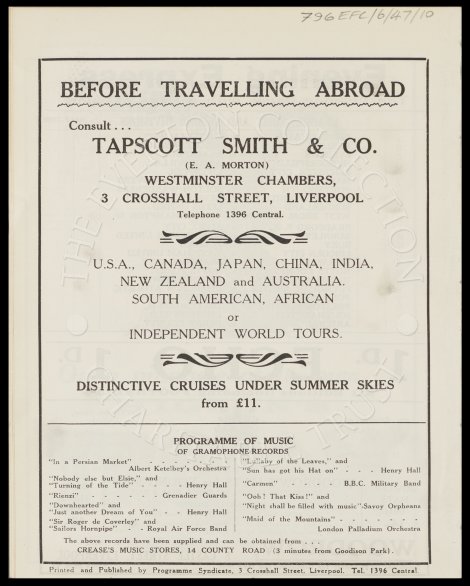 796EFC/6/47/10
BEFORE TRAVELLING ABROAD
Consult . . .
TAPSCOTT SMITH & CO.
(E. A. MORTON)
WESTMINSTER CHAMBERS,
3 CROSSHALL STREET, LIVERPOOL
Telephone 1396 Central.
U.S.A., CANADA, JAPAN, CHINA, INDIA,
NEW ZEALAND and AUSTRALIA.
SOUTH AMERICAN, AFRICAN
or
INDEPENDENT WORLD TOURS.
DISTINCTIVE CRUISES UNDER SUMMER SKIES
from £11.
PROGRAMME OF MUSIC
OF GRAMOPHONE RECORDS
"In a Persian Market" - - - - - -
Albert Ketelbey's Orchestra
"Nobody else but Elsie," and
"Turning of the Tide" - - - Henry Hall
"Rienzi" - - - - Grenadier Guards
"Downhearted" and
"Just another Dream of You" - - Henry Hall
"Sir Roger de Coverley" and
"Sailors Hornpipe" - - Royal Air Force Band
"Lullaby of the Leaves," and
"Sun has got his Hat on" - - - Henry Hall
"Carmen" - - - - B.B.C. Military Band
"Ooh! That Kiss!" and
"Night shall be filled with music"-Savoy Orpheans
"Maid of the Mountains" - - - - - -
London Palladium Orchestra
The above records have been supplied and can be obtained from . . .
CREASE'S MUSIC STORES, 14 COUNTY ROAD (3 minutes from Goodison Park).
Printed and Published by Programme Syndicate, 3 Crosshall Street, Liverpool. Tel. 1396 Central.
THE EVERTON COLLECTION
CHARITABLE TRUST